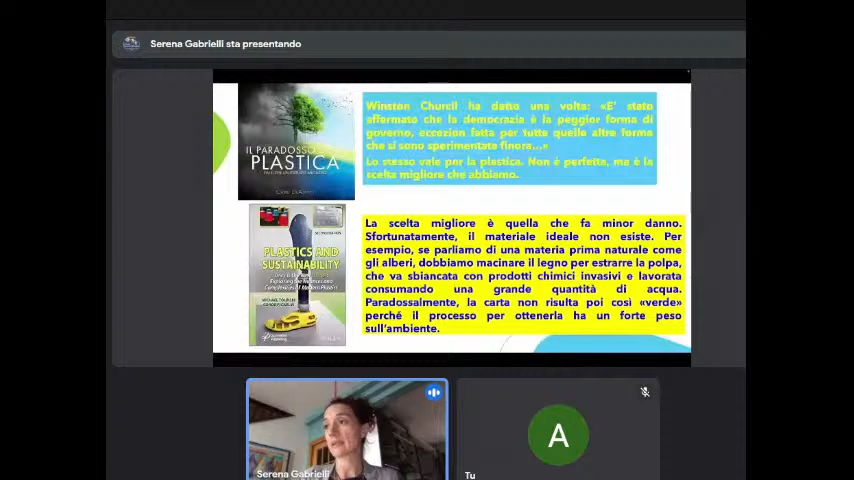 Serena Gabrielli sta presentando
IL PARADOSSO
PLASTICA
Winston Churcll ha detto una volta: «E' stato
affermato che la democrazia è la peggior forma di
governo, eccezion fatta per tutte quelle altre forme
che si sono sperimentate finora...»
Lo stesso vale per la plastica. Non è perfetta, ma è la
scelta migliore che abbiamo.
PLASTICS AND
SUSTAINABILITY
La scelta migliore è quella che fa minor danno.
Sfortunatamente, il materiale ideale non esiste. Per
esempio, se parliamo di una materia prima naturale come
gli alberi, dobbiamo macinare il legno per estrarre la polpa,
che va sbiancata con prodotti chimici invasivi e lavorata
consumando una grande quantità di acqua.
Paradossalmente, la carta non risulta poi così «verde»
perché il processo per ottenerla ha un forte peso
sull'ambiente.
A
Serena Gabrielli
Tu